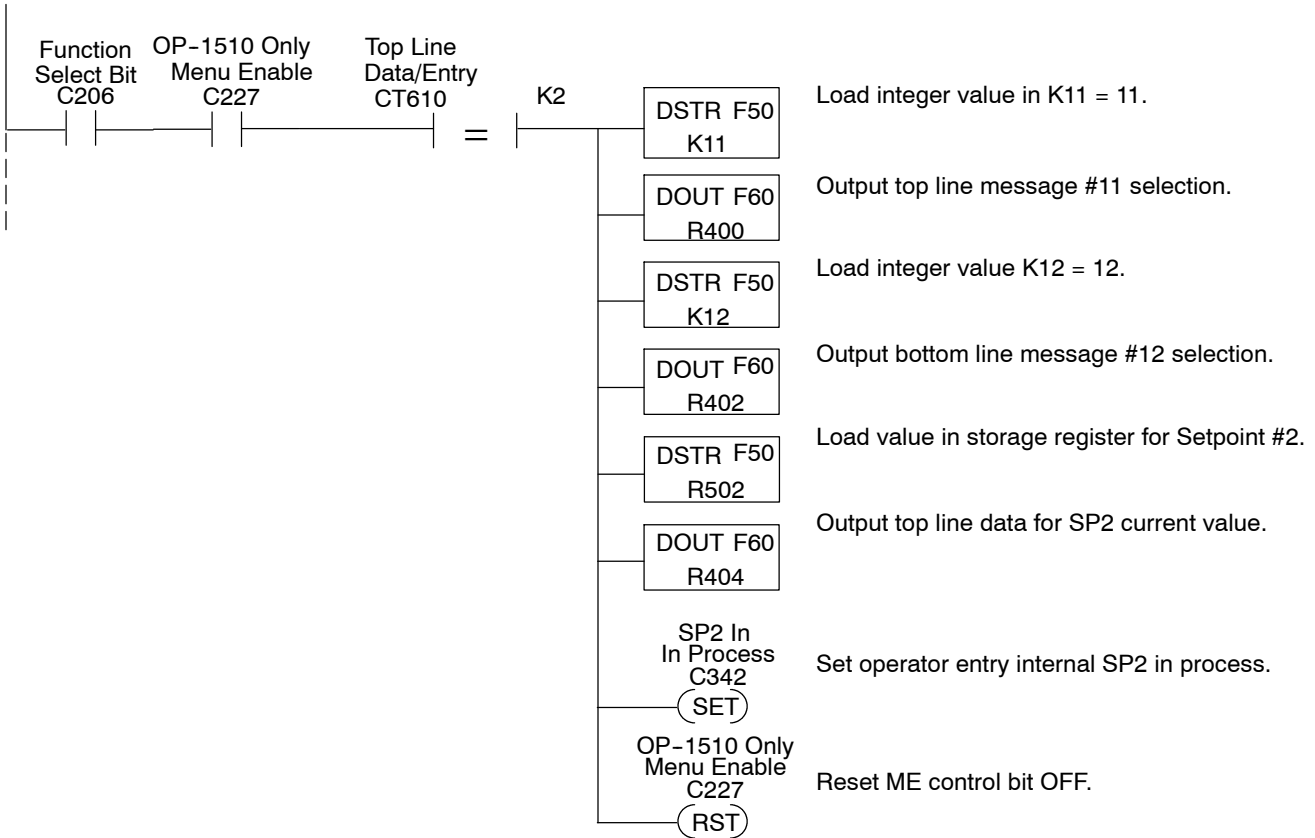 Function
Select Bit
C206
OP-1510 Only
Menu Enable
C227
Top Line
Data/Entry
CT610
=
K2
DSTR F50
K11
Load integer value in K11 = 11.
DOUT F60
R400
Output top line message #11 selection.
DSTR F50
K12
Load integer value K12 = 12.
DOUT F60
R402
Output bottom line message #12 selection.
DSTR F50
R502
Load value in storage register for Setpoint #2.
DOUT F60
R404
Output top line data for SP2 current value.
SP2 In
In Process
C342
SET
Set operator entry internal SP2 in process.
OP-1510 Only
Menu Enable
C227
RST
Reset ME control bit OFF.